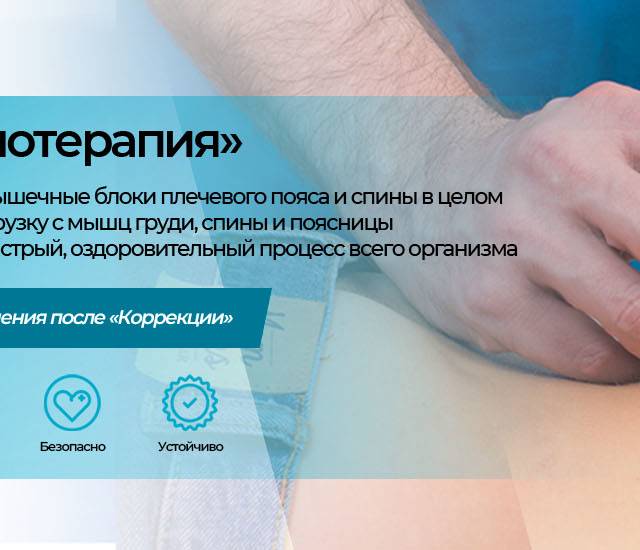 нотерапия»
ышечные блоки плечевого пояса и спины в целом
рузку с мышц груди, спины и поясницы
стрый, оздоровительный процесс всего организма
ения после «Коррекции»
Безопасно Устойчиво